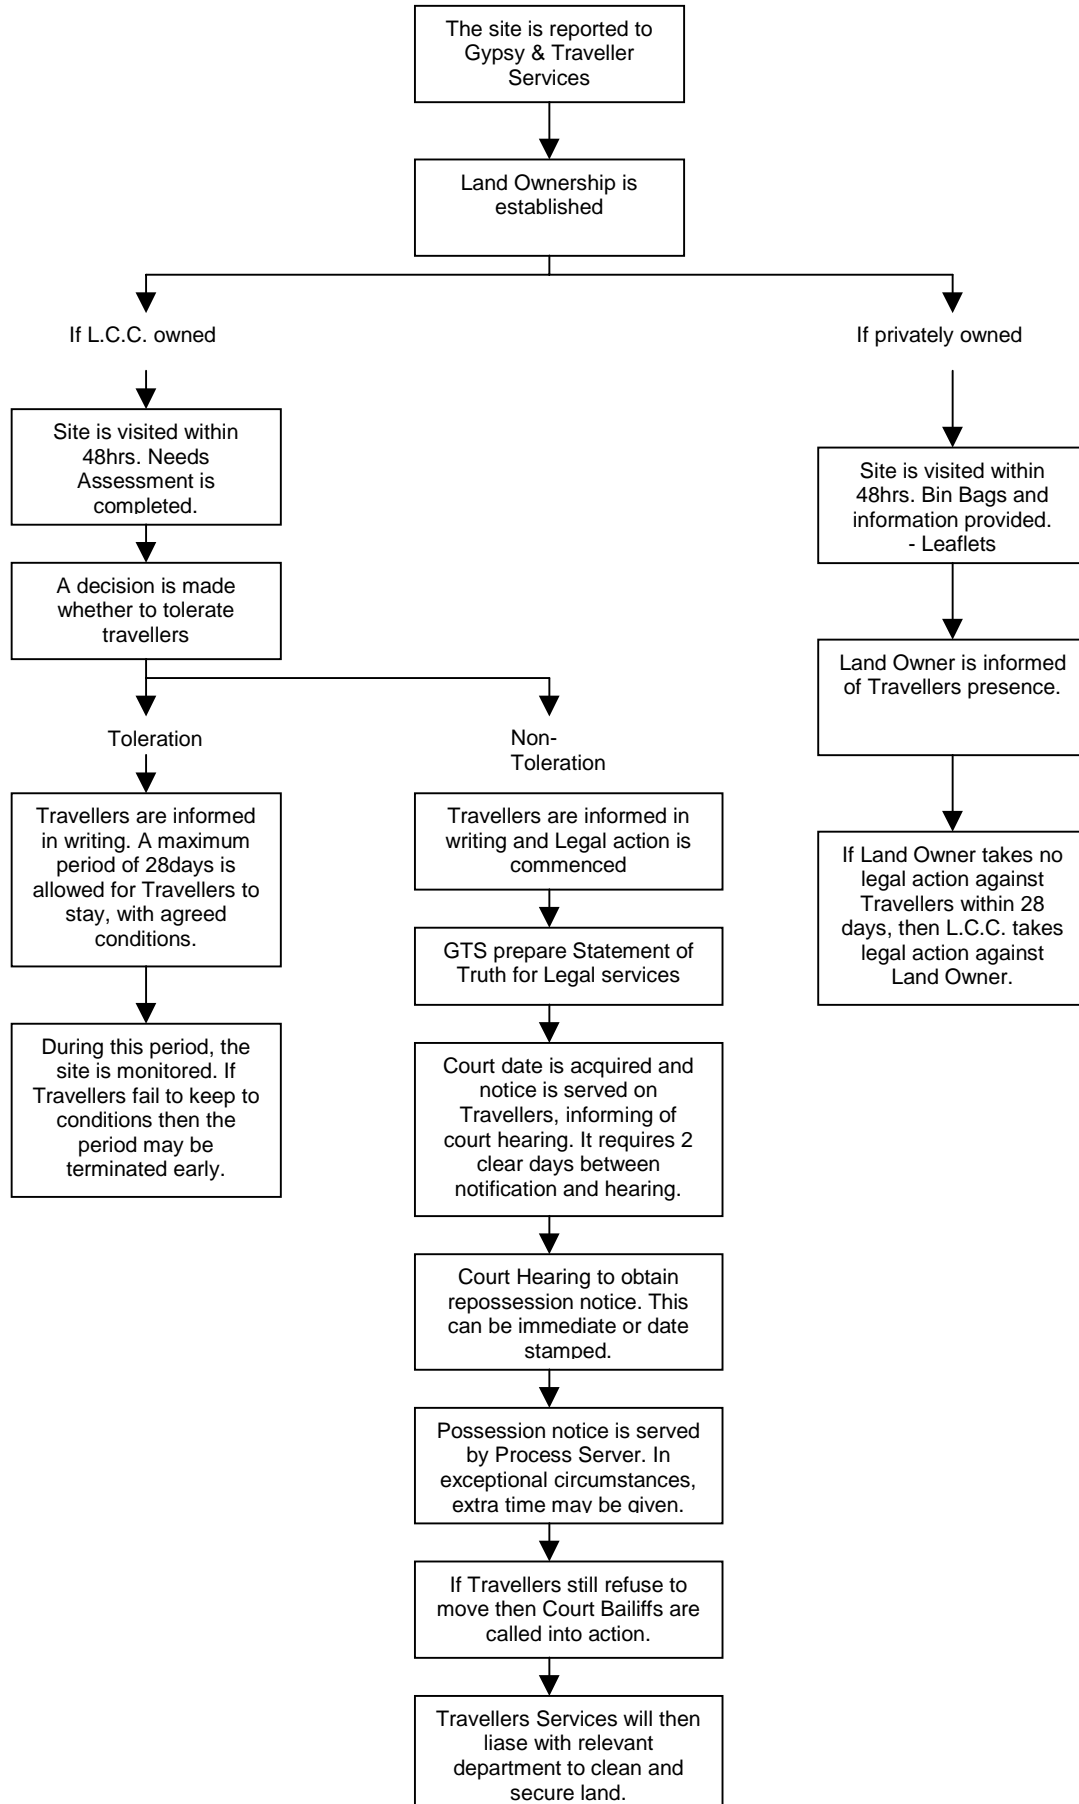 The site is reported to
Gypsy & Traveller
Services
Land Ownership is
established
If L.C.C. owned
Site is visited within
48hrs. Needs
Assessment is
completed.
A decision is made
whether to tolerate
travellers
Toleration
Travellers are informed
in writing. A maximum
period of 28days is
allowed for Travellers to
stay, with agreed
conditions.
During this period, the
site is monitored. If
Travellers fail to keep to
conditions then the
period may be
terminated early.
Non-
Toleration
Travellers are informed in
writing and Legal action is
commenced
GTS prepare Statement of
Truth for Legal services
Court date is acquired and
notice is served on
Travellers, informing of
court hearing. It requires 2
clear days between
notification and hearing.
Court Hearing to obtain
repossession notice. This
can be immediate or date
stamped.
Possession notice is served
by Process Server. In
exceptional circumstances,
extra time may be given.
If Travellers still refuse to
move then Court Bailiffs are
called into action.
Travellers Services will then
liase with relevant
department to clean and
secure land.
If privately owned
Site is visited within
48hrs. Bin Bags and
information provided.
- Leaflets
Land Owner is informed
of Travellers presence.
If Land Owner takes no
legal action against
Travellers within 28
days, then L.C.C. takes
legal action against
Land Owner.